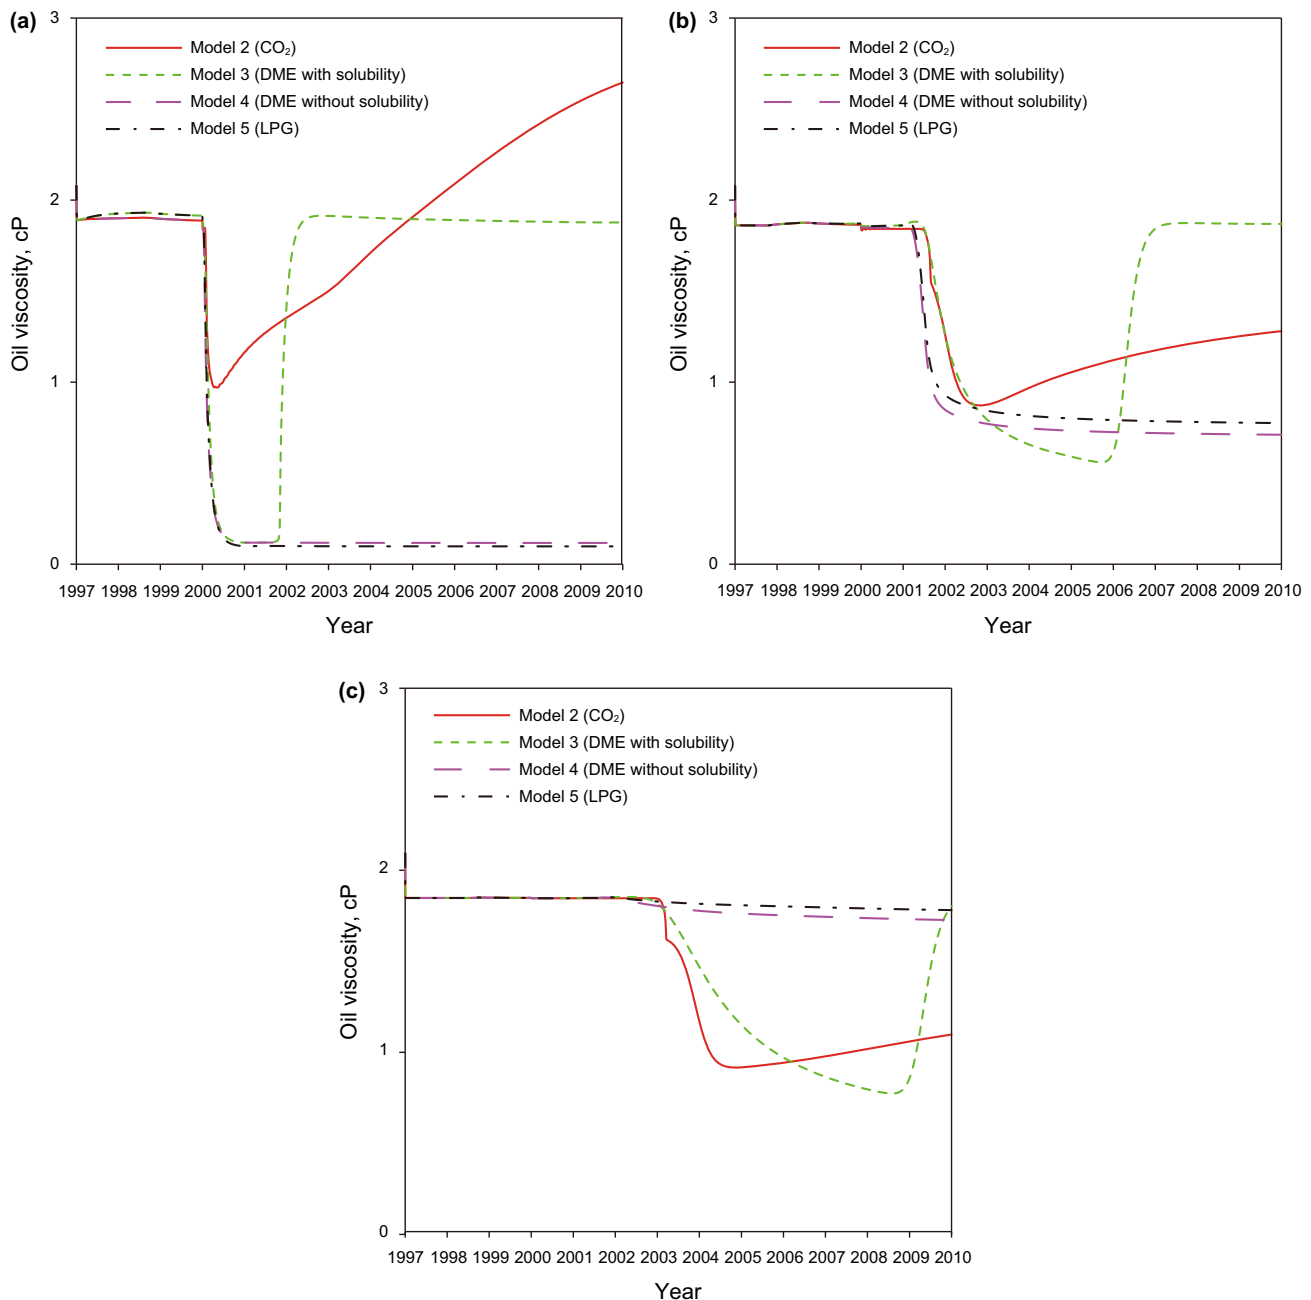 (a)
3
2
1
0
Oil viscosity, cP
Model 2 (CO₂)
Model 3 (DME with solubility)
Model 4 (DME without solubility)
Model 5 (LPG)
1997 1998 1999 2000 2001 2002 2003 2004 2005 2006 2007 2008 2009 2010
Year
(b)
3
2
1
0
Oil viscosity, cP
Model 2 (CO₂)
Model 3 (DME with solubility)
Model 4 (DME without solubility)
Model 5 (LPG)
1997 1998 1999 2000 2001 2002 2003 2004 2005 2006 2007 2008 2009 2010
Year
(c)
3
2
1
0
Oil viscosity, cP
Model 2 (CO₂)
Model 3 (DME with solubility)
Model 4 (DME without solubility)
Model 5 (LPG)
1997 1998 1999 2000 2001 2002 2003 2004 2005 2006 2007 2008 2009 2010
Year